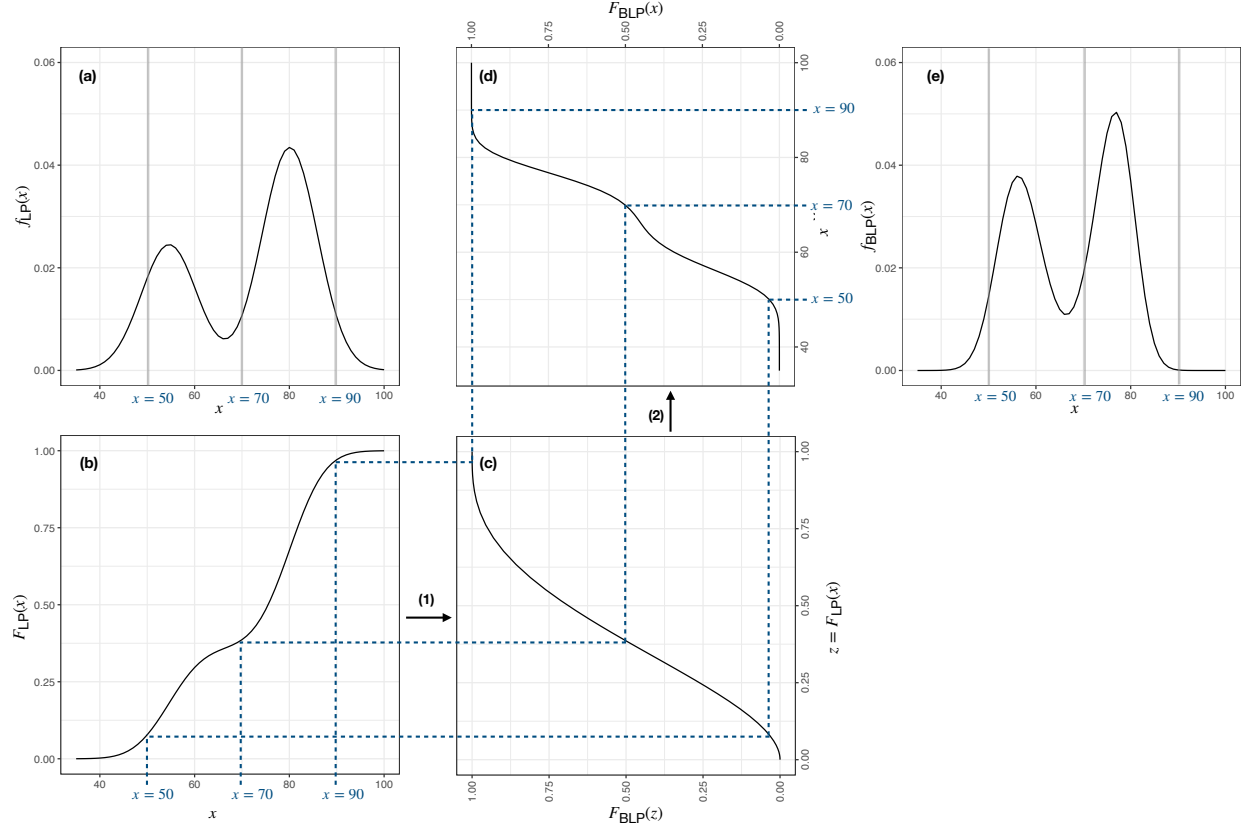 F_BLP(x)
1.00 0.75 0.50 0.25 0.00
(a)
0.06
0.04
0.02
0.00
f_LP(x)
40 60 80 100
x = 50 x = 70 x = 90
x
(d)
100
80
60
40
x = 90
x = 70
x = 50
x
(e)
0.06
0.04
0.02
0.00
f_BLP(x)
40 60 80 100
x = 50 x = 70 x = 90
x
(2)
(b)
1.00
0.75
0.50
0.25
0.00
F_LP(x)
40 60 80 100
x = 50 x = 70 x = 90
x
(1)
(c)
1.00
0.75
0.50
0.25
0.00
z = F_LP(x)
1.00 0.75 0.50 0.25 0.00
F_BLP(z)